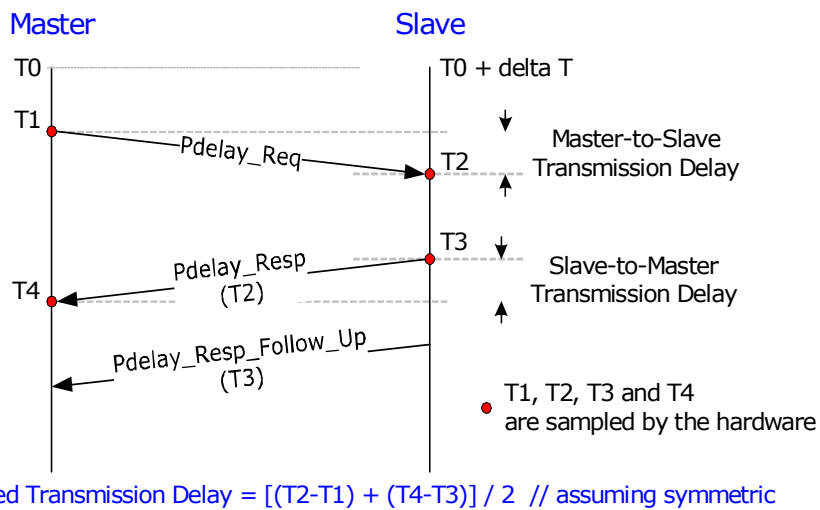 Master
Slave
T0
T0 + delta T
T1
Pdelay_Req
T2
Master-to-Slave
Transmission Delay
T3
Pdelay_Resp
(T2)
T4
Slave-to-Master
Transmission Delay
Pdelay_Resp_Follow_Up
(T3)
T1, T2, T3 and T4
are sampled by the hardware
ed Transmission Delay = [(T2-T1) + (T4-T3)] / 2 // assuming symmetric